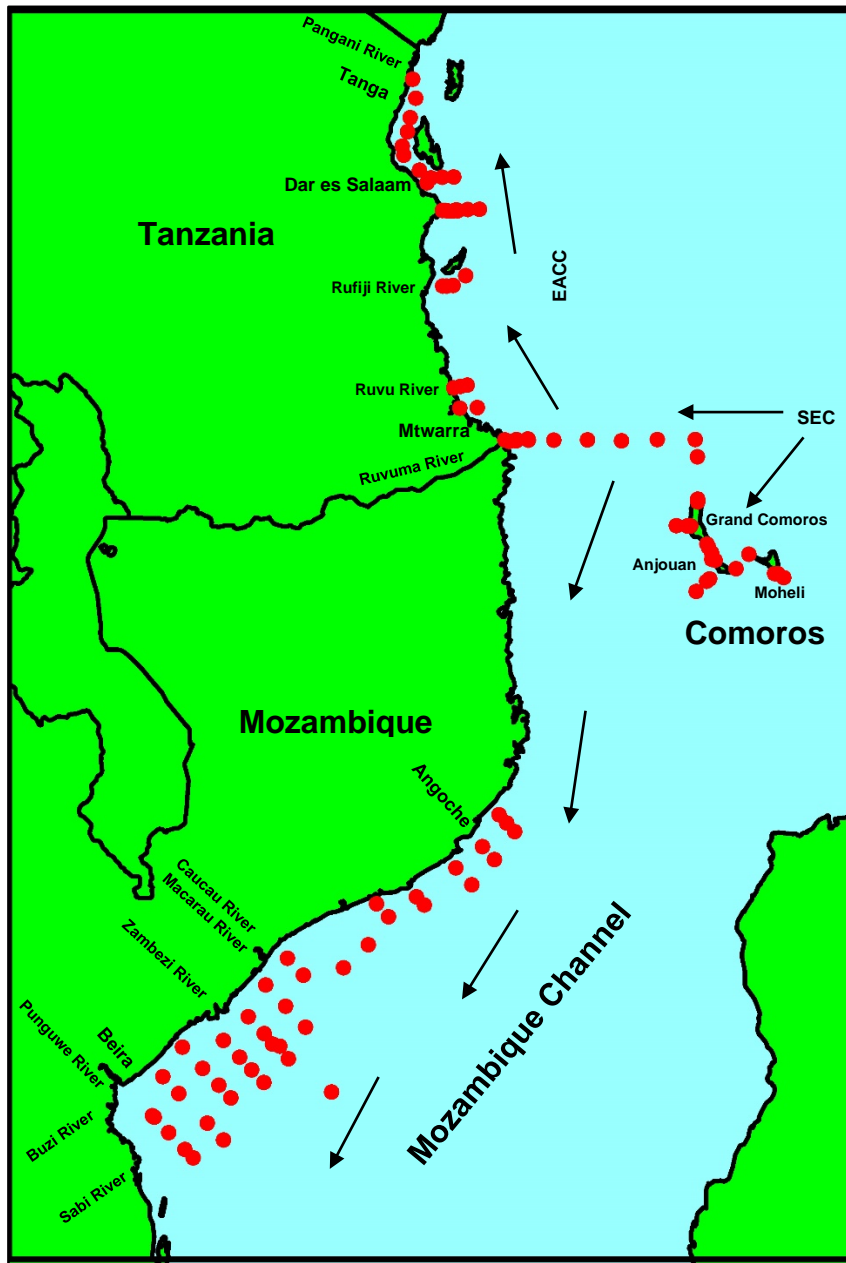 Pangani River
Tanga
Dar es Salaam
Tanzania
EACC
Rufiji River
Ruvu River
SEC
Mtwarra
Ruvuma River
Grand Comoros
Anjouan
Moheli
Comoros
Mozambique
Angoche
Caucau River
Macarau River
Zambezi River
Mozambique Channel
Beira
Punguwe River
Buzi River
Sabi River